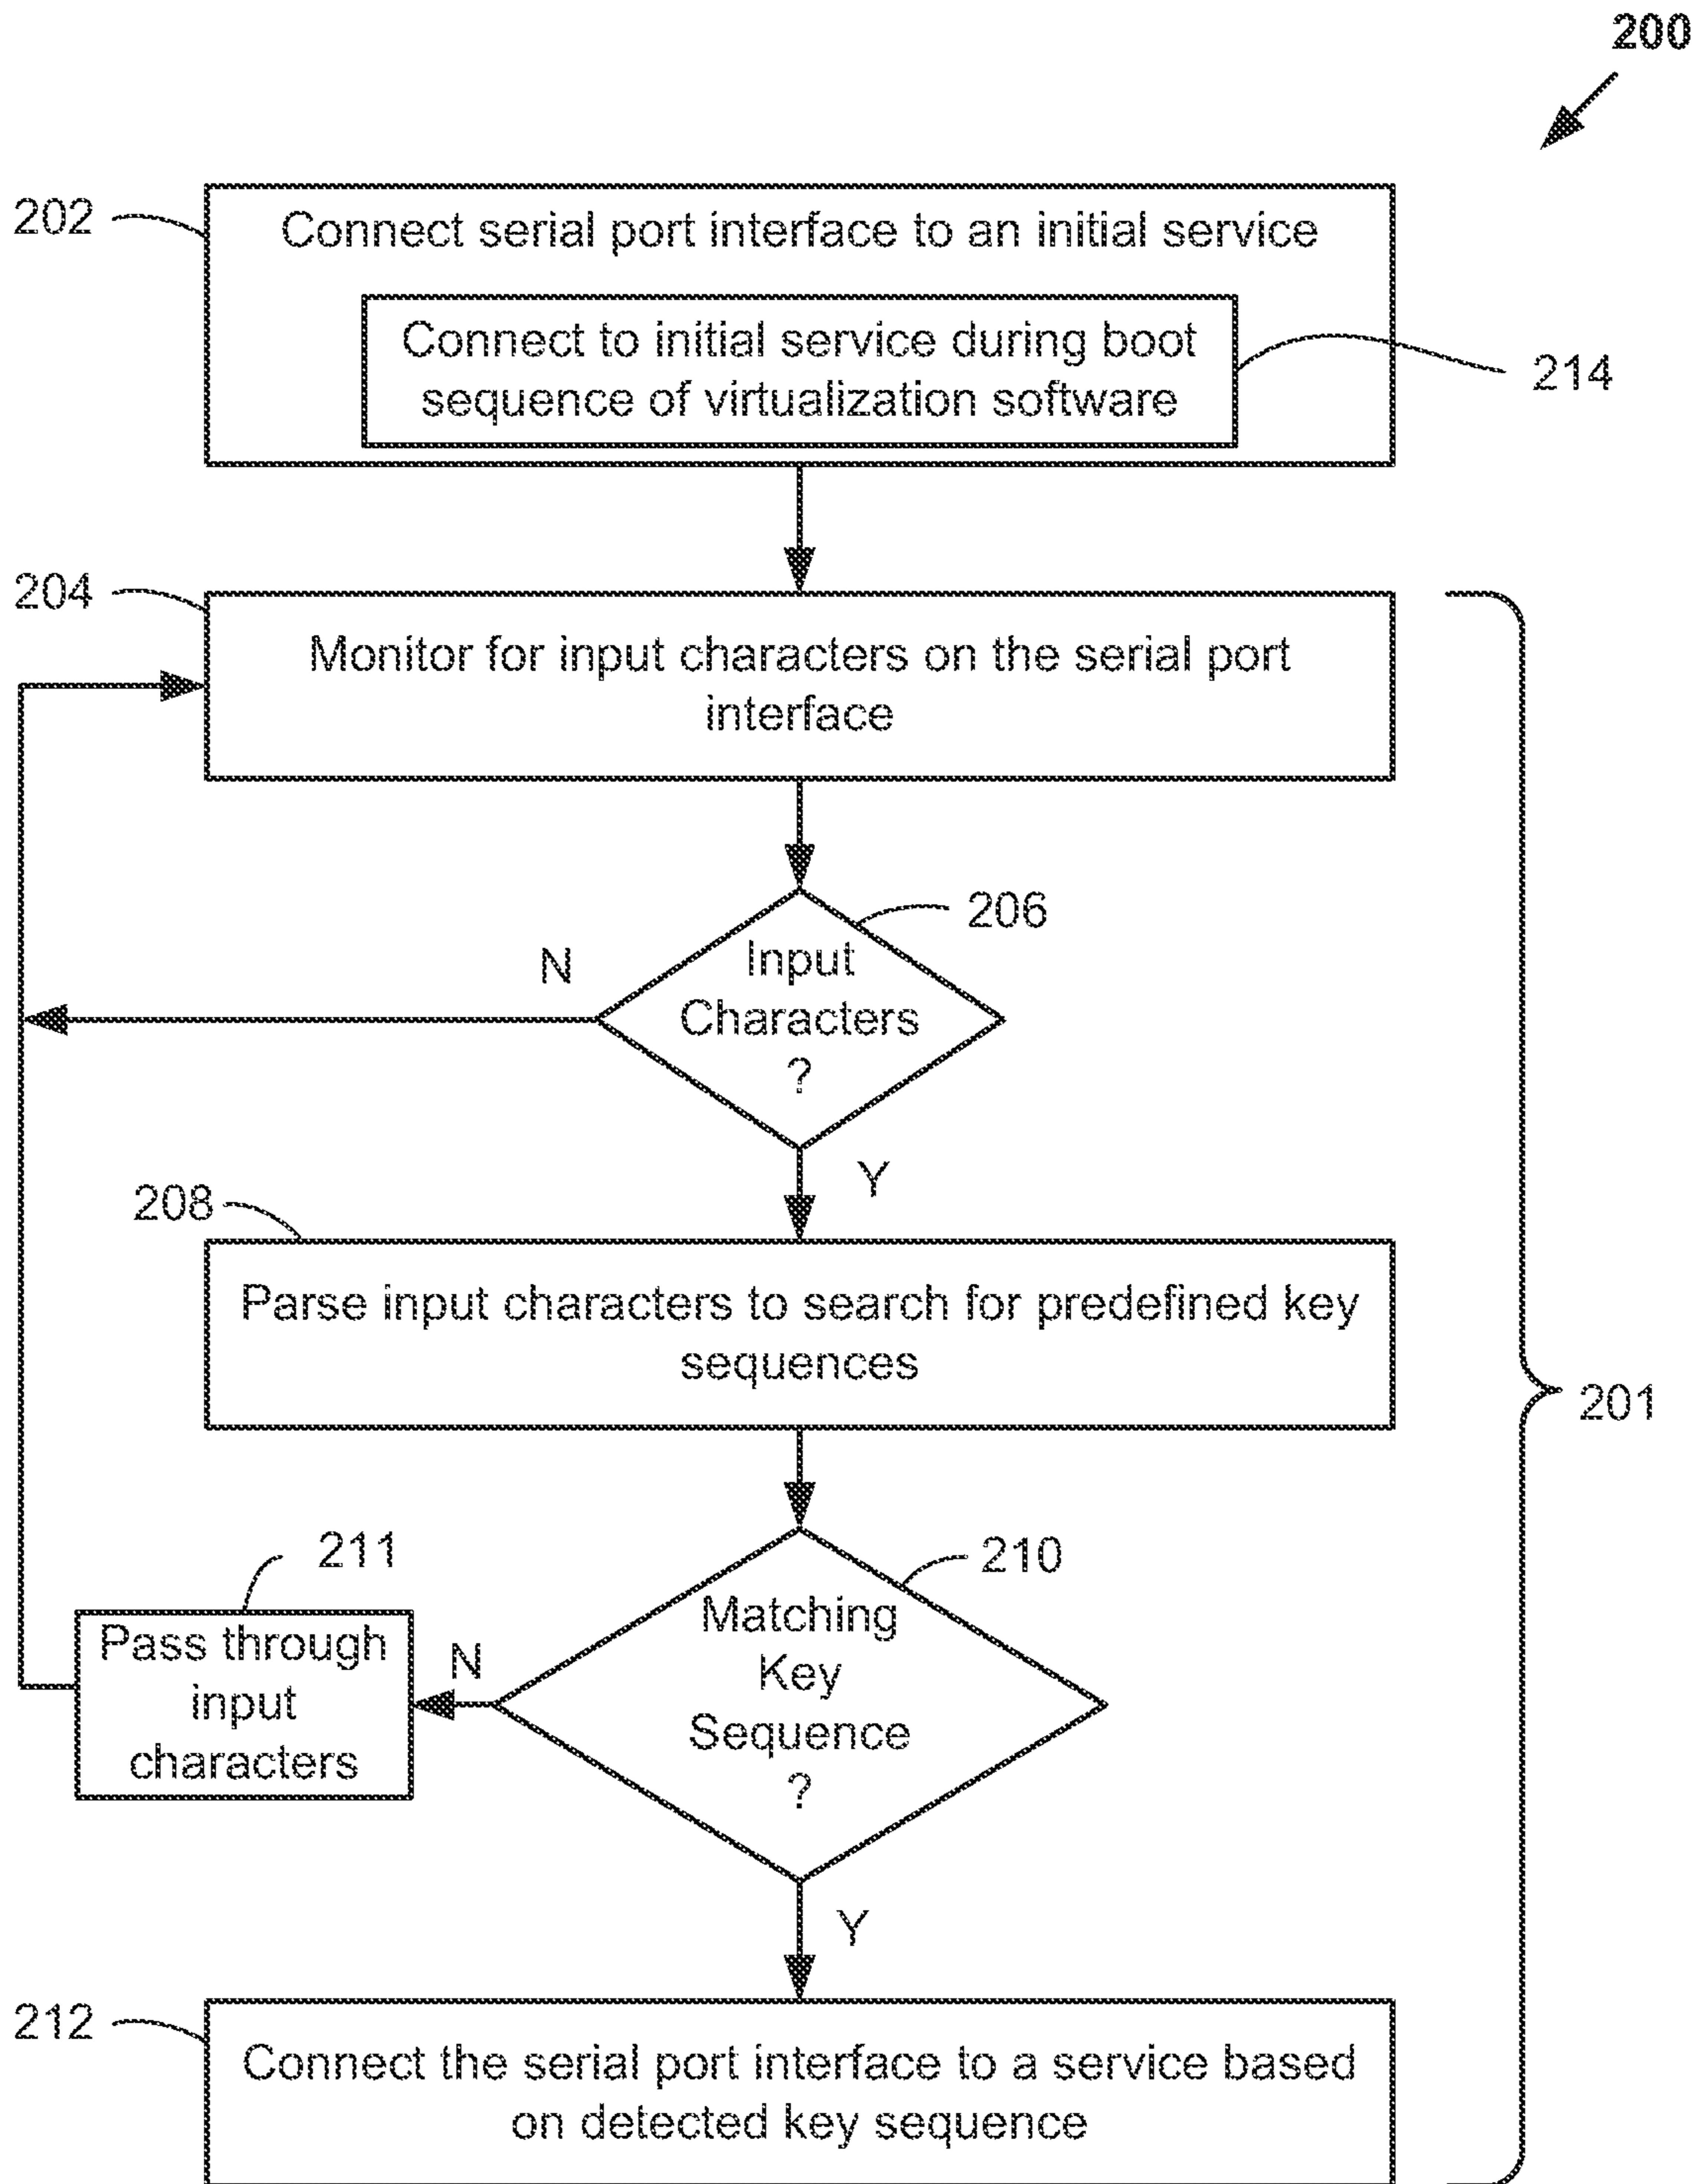 200
202
Connect serial port interface to an initial service
Connect to initial service during boot
sequence of virtualization software
214
204
Monitor for input characters on the serial port
interface
206
N
Input
Characters
?
Y
208
Parse input characters to search for predefined key
sequences
201
211
210
Pass through
input
characters
N
Matching
Key
Sequence
?
Y
212
Connect the serial port interface to a service based
on detected key sequence